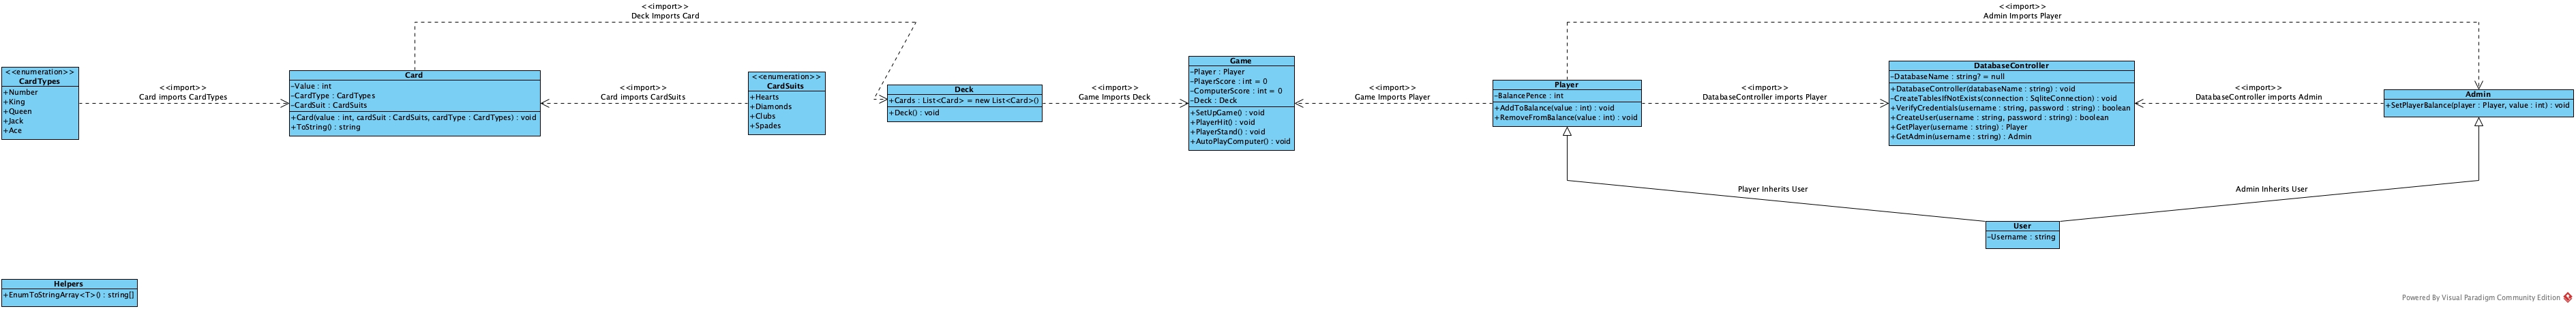 <<import>>
Deck Imports Card
<<import>>
Admin Imports Player
<<enumeration>>
CardTypes
+Number
+King
+Queen
+Jack
+Ace
<<import>>
Card imports CardTypes
Card
-Value : int
-CardType : CardTypes
-CardSuit : CardSuits
+Card(value : int, cardSuit : CardSuits, cardType : CardTypes) : void
+ToString() : string
<<import>>
Card imports CardSuits
<<enumeration>>
CardSuits
+Hearts
+Diamonds
+Clubs
+Spades
Deck
+Cards : List<Card> = new List<Card>()
+Deck() : void
<<import>>
Game Imports Deck
Game
-Player : Player
-PlayerScore : int = 0
-ComputerScore : int = 0
-Deck : Deck
+SetUpGame() : void
+PlayerHit() : void
+PlayerStand() : void
+AutoPlayComputer() : void
<<import>>
Game Imports Player
Player
-BalancePence : int
+AddToBalance(value : int) : void
+RemoveFromBalance(value : int) : void
<<import>>
DatabaseController imports Player
DatabaseController
-DatabaseName : string? = null
+DatabaseController(databaseName : string) : void
-CreateTablesIfNotExists(connection : SqliteConnection) : void
+VerifyCredentials(username : string, password : string) : boolean
+CreateUser(username : string, password : string) : boolean
+GetPlayer(username : string) : Player
+GetAdmin(username : string) : Admin
<<import>>
DatabaseController imports Admin
Admin
+SetPlayerBalance(player : Player, value : int) : void
Player Inherits User
Admin Inherits User
User
-Username : string
Helpers
+EnumToStringArray<T>() : string[]
Powered By Visual Paradigm Community Edition